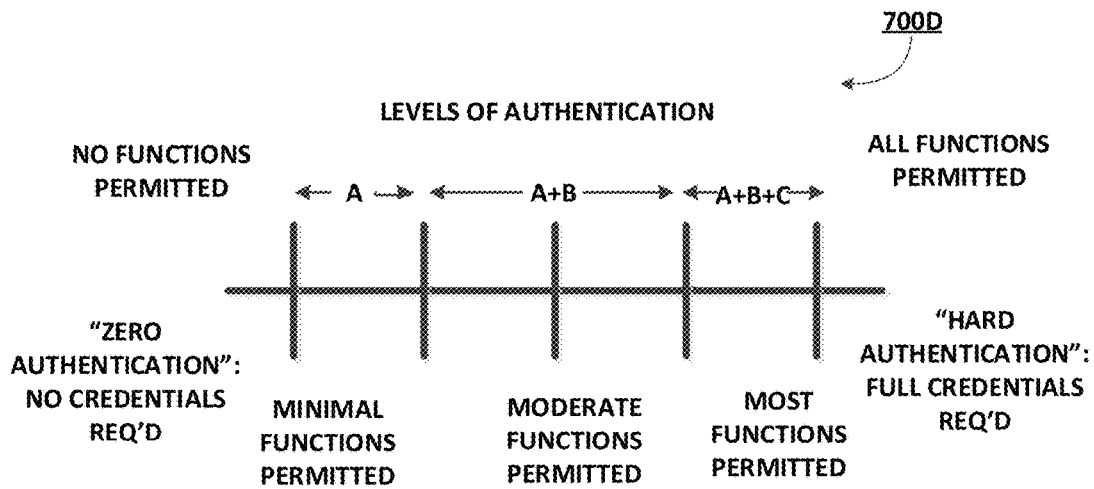 700D
LEVELS OF AUTHENTICATION
NO FUNCTIONS
PERMITTED
ALL FUNCTIONS
PERMITTED
A
A+B
A+B+C
"ZERO
AUTHENTICATION":
NO CREDENTIALS
REQ'D
MINIMAL
FUNCTIONS
PERMITTED
MODERATE
FUNCTIONS
PERMITTED
MOST
FUNCTIONS
PERMITTED
"HARD
AUTHENTICATION":
FULL CREDENTIALS
REQ'D